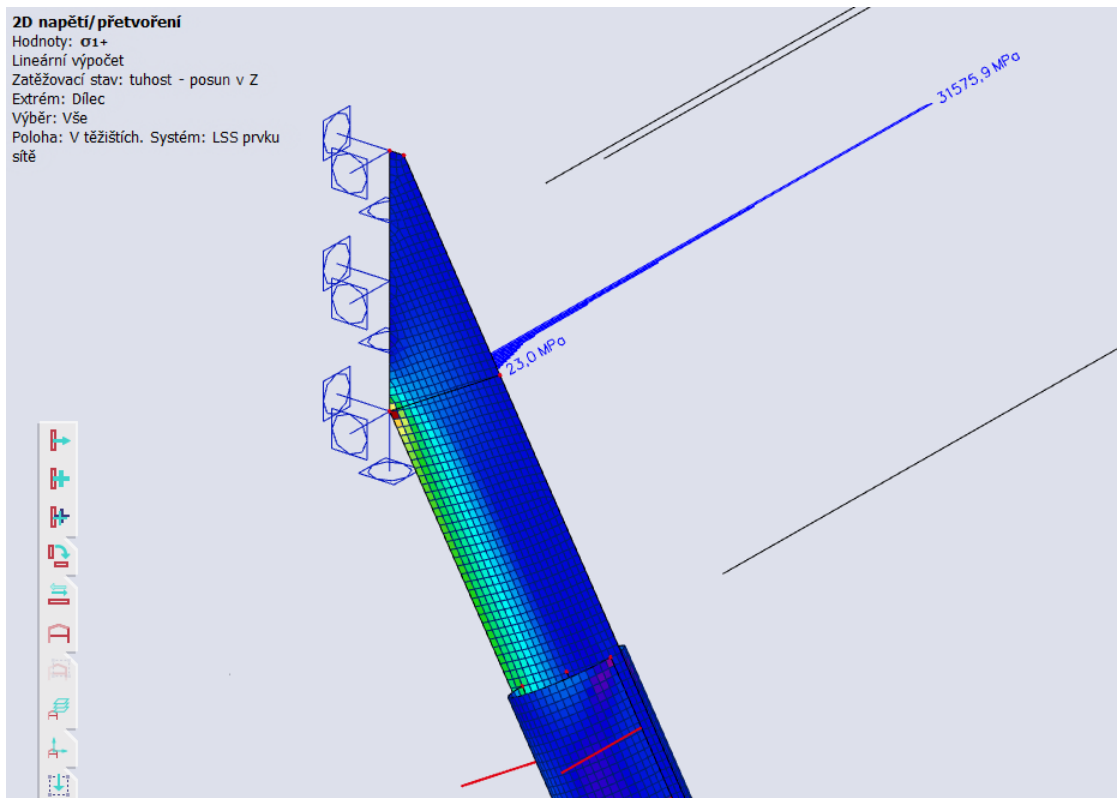 2D napětí/přetvoření
Hodnoty: σ1+
Lineární výpočet
Zatěžovací stav: tuhost - posun v Z
Extrém: Dílec
Výběr: Vše
Poloha: V těžištích. Systém: LSS prvku
sítě
31575,9 MPa
23,0 MPa